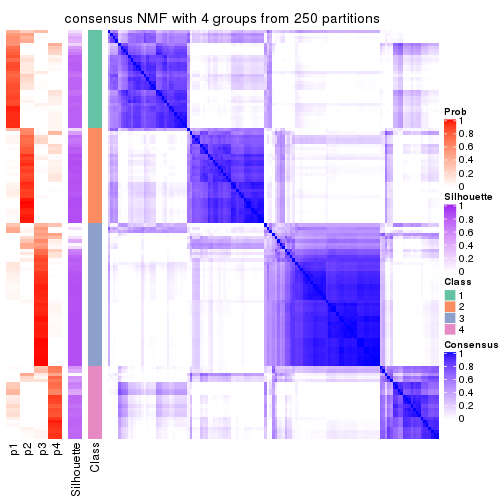 consensus NMF with 4 groups from 250 partitions
Prob
1
0.8
0.6
0.4
0.2
0
Silhouette
1
0.8
0.6
0.4
0.2
0
Class
1
2
3
4
Consensus
1
0.8
0.6
0.4
0.2
0
p1
p2
p3
p4
Silhouette
Class